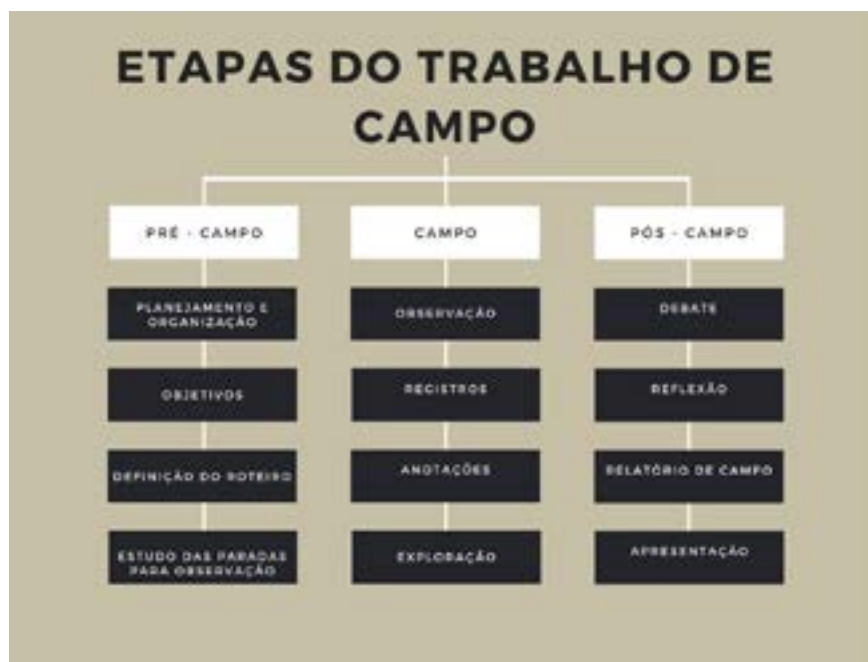 ETAPAS DO TRABALHO DE
CAMPO
PRÉ - CAMPO
PLANEJAMENTO E
ORGANIZAÇÃO
OBJETIVOS
DEFINIÇÃO DO ROTEIRO
ESTUDO DAS PARADAS
PARA OBSERVAÇÃO
CAMPO
OBSERVAÇÃO
REGISTROS
ANOTAÇÕES
EXPLORAÇÃO
PÓS - CAMPO
DEBATE
REFLEXÃO
RELATÓRIO DE CAMPO
APRESENTAÇÃO